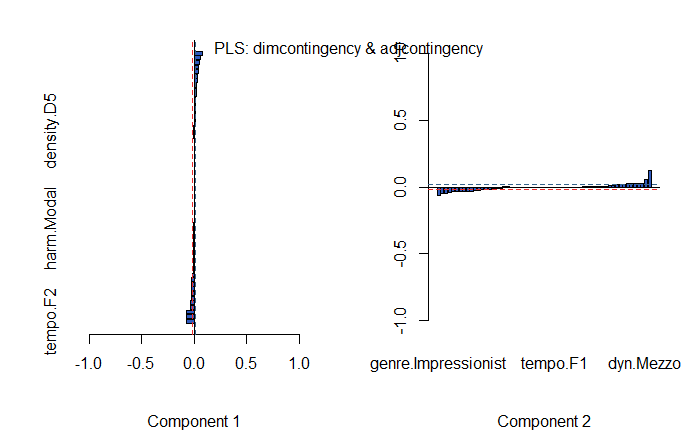 PLS: dimcontingency & adjcontingency
density.D5
harm.Modal
tempo.F2
-1.0
-0.5
0.0
0.5
1.0
Component 1
1.0
0.5
0.0
-0.5
-1.0
genre.Impressionist
tempo.F1
dyn.Mezzo
Component 2